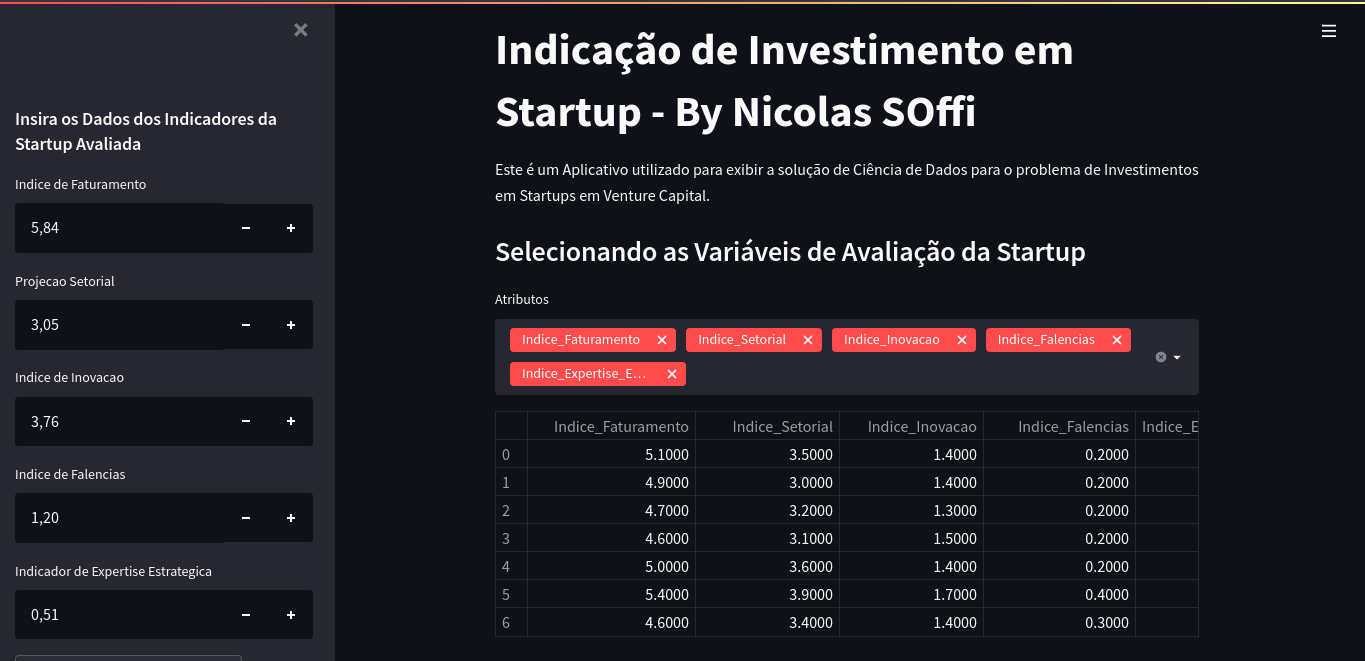 Insira os Dados dos Indicadores da
Startup Avaliada
Indice de Faturamento
5,84
Projecao Setorial
3,05
Indice de Inovacao
3,76
Indice de Falencias
1,20
Indicador de Expertise Estrategica
0,51
Indicação de Investimento em
Startup - By Nicolas SOffi
Este é um Aplicativo utilizado para exibir a solução de Ciência de Dados para o problema de Investimentos
em Startups em Venture Capital.
Selecionando as Variáveis de Avaliação da Startup
Atributos
Indice_Faturamento Indice_Setorial Indice_Inovacao Indice_Falencias
Indice_Expertise_E...
Indice_Faturamento Indice_Setorial Indice_Inovacao Indice_Falencias Indice_E
0 5.1000 3.5000 1.4000 0.2000
1 4.9000 3.0000 1.4000 0.2000
2 4.7000 3.2000 1.3000 0.2000
3 4.6000 3.1000 1.5000 0.2000
4 5.0000 3.6000 1.4000 0.2000
5 5.4000 3.9000 1.7000 0.4000
6 4.6000 3.4000 1.4000 0.3000